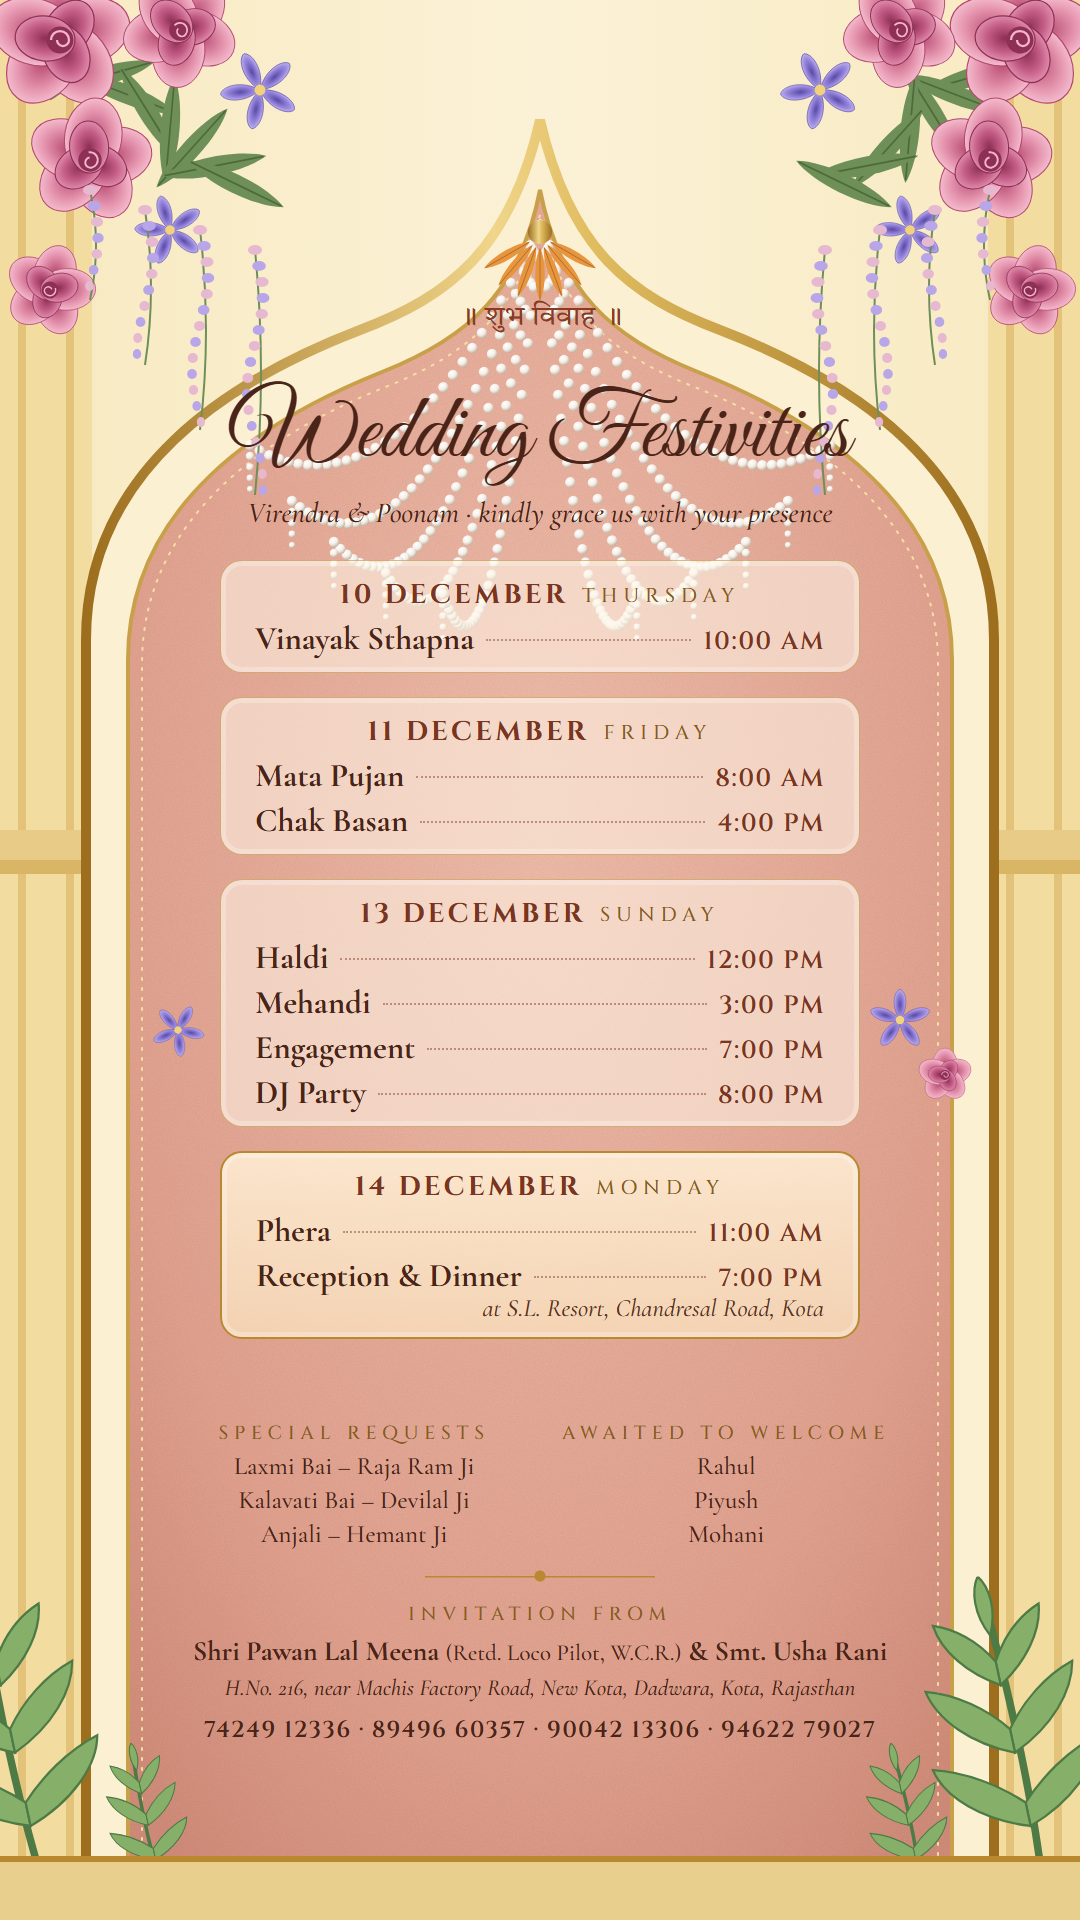 ॥ शुभ विवाह ॥
Wedding Festivities
Virendra & Poonam · kindly grace us with your presence
10 DECEMBER THURSDAY
Vinayak Sthapna 10:00 AM
11 DECEMBER FRIDAY
Mata Pujan 8:00 AM
Chak Basan 4:00 PM
13 DECEMBER SUNDAY
Haldi 12:00 PM
Mehandi 3:00 PM
Engagement 7:00 PM
DJ Party 8:00 PM
14 DECEMBER MONDAY
Phera 11:00 AM
Reception & Dinner 7:00 PM
at S.L. Resort, Chandresal Road, Kota
SPECIAL REQUESTS
Laxmi Bai – Raja Ram Ji
Kalavati Bai – Devilal Ji
Anjali – Hemant Ji
AWAITED TO WELCOME
Rahul
Piyush
Mohani
INVITATION FROM
Shri Pawan Lal Meena (Retd. Loco Pilot, W.C.R.) & Smt. Usha Rani
H.No. 216, near Machis Factory Road, New Kota, Dadwara, Kota, Rajasthan
74249 12336 · 89496 60357 · 90042 13306 · 94622 79027